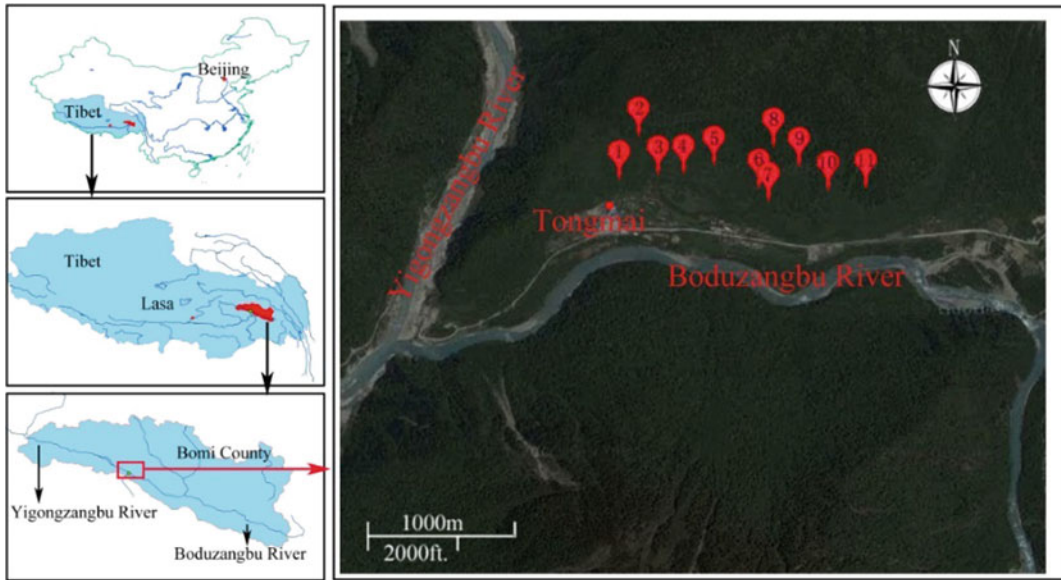 Beijing
Tibet
Tibet
Lasa
Bomi County
Yigongzangbu River
Boduzangbu River
N
Yigongzangbu River
2
8
1
3
4
5
9
6
7
10
11
Tongmai
Boduzangbu River
1000m
2000ft.